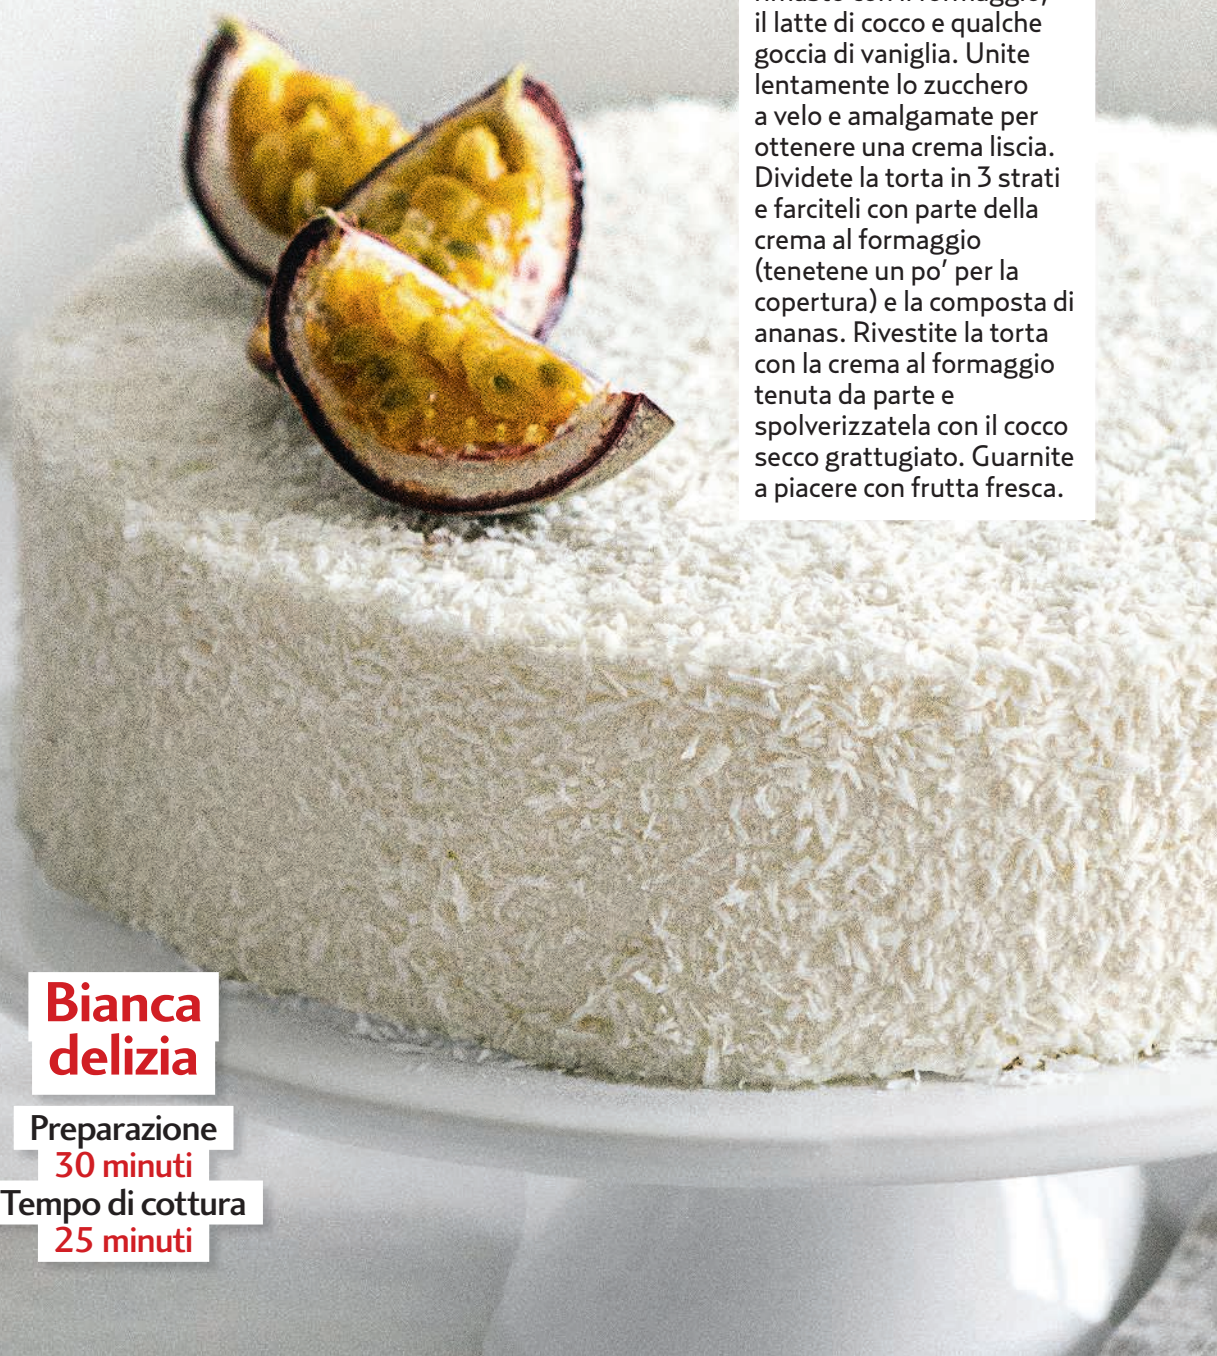 il latte di cocco e qualche
goccia di vaniglia. Unite
lentamente lo zucchero
a velo e amalgamate per
ottenere una crema liscia.
Dividete la torta in 3 strati
e farciteli con parte della
crema al formaggio
(tenetene un po’ per la
copertura) e la composta di
ananas. Rivestite la torta
con la crema al formaggio
tenuta da parte e
spolverizzatela con il cocco
secco grattugiato. Guarnite
a piacere con frutta fresca.
Bianca
delizia
Preparazione
30 minuti
Tempo di cottura
25 minuti